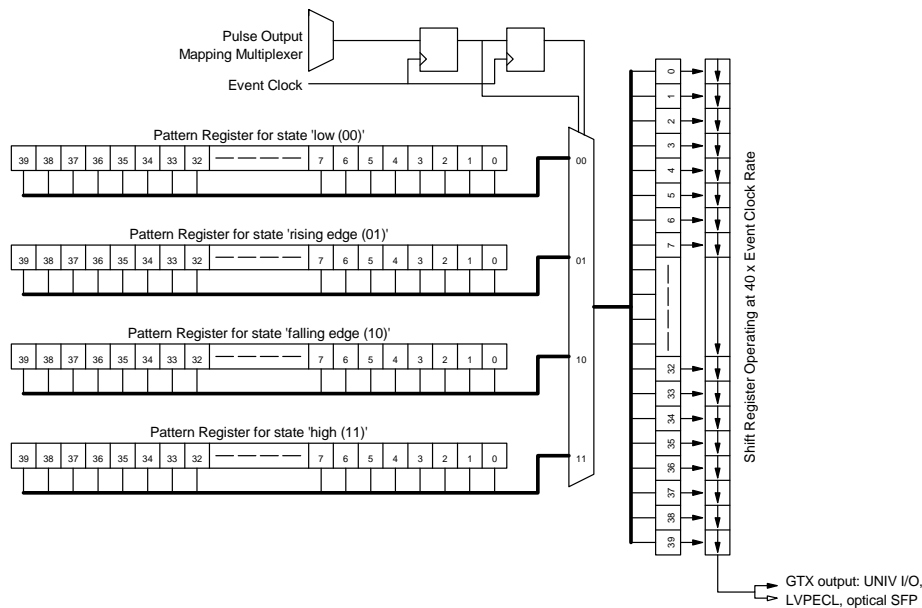 Pulse Output
Mapping Multiplexer
Event Clock
Pattern Register for state 'low (00)'
39 38 37 36 35 34 33 32 7 6 5 4 3 2 1 0
00
Pattern Register for state 'rising edge (01)'
39 38 37 36 35 34 33 32 7 6 5 4 3 2 1 0
01
Pattern Register for state 'falling edge (10)'
39 38 37 36 35 34 33 32 7 6 5 4 3 2 1 0
10
Pattern Register for state 'high (11)'
39 38 37 36 35 34 33 32 7 6 5 4 3 2 1 0
11
0
1
2
3
4
5
6
7
32
33
34
35
36
37
38
39
Shift Register Operating at 40 x Event Clock Rate
GTX output: UNIV I/O,
LVPECL, optical SFP